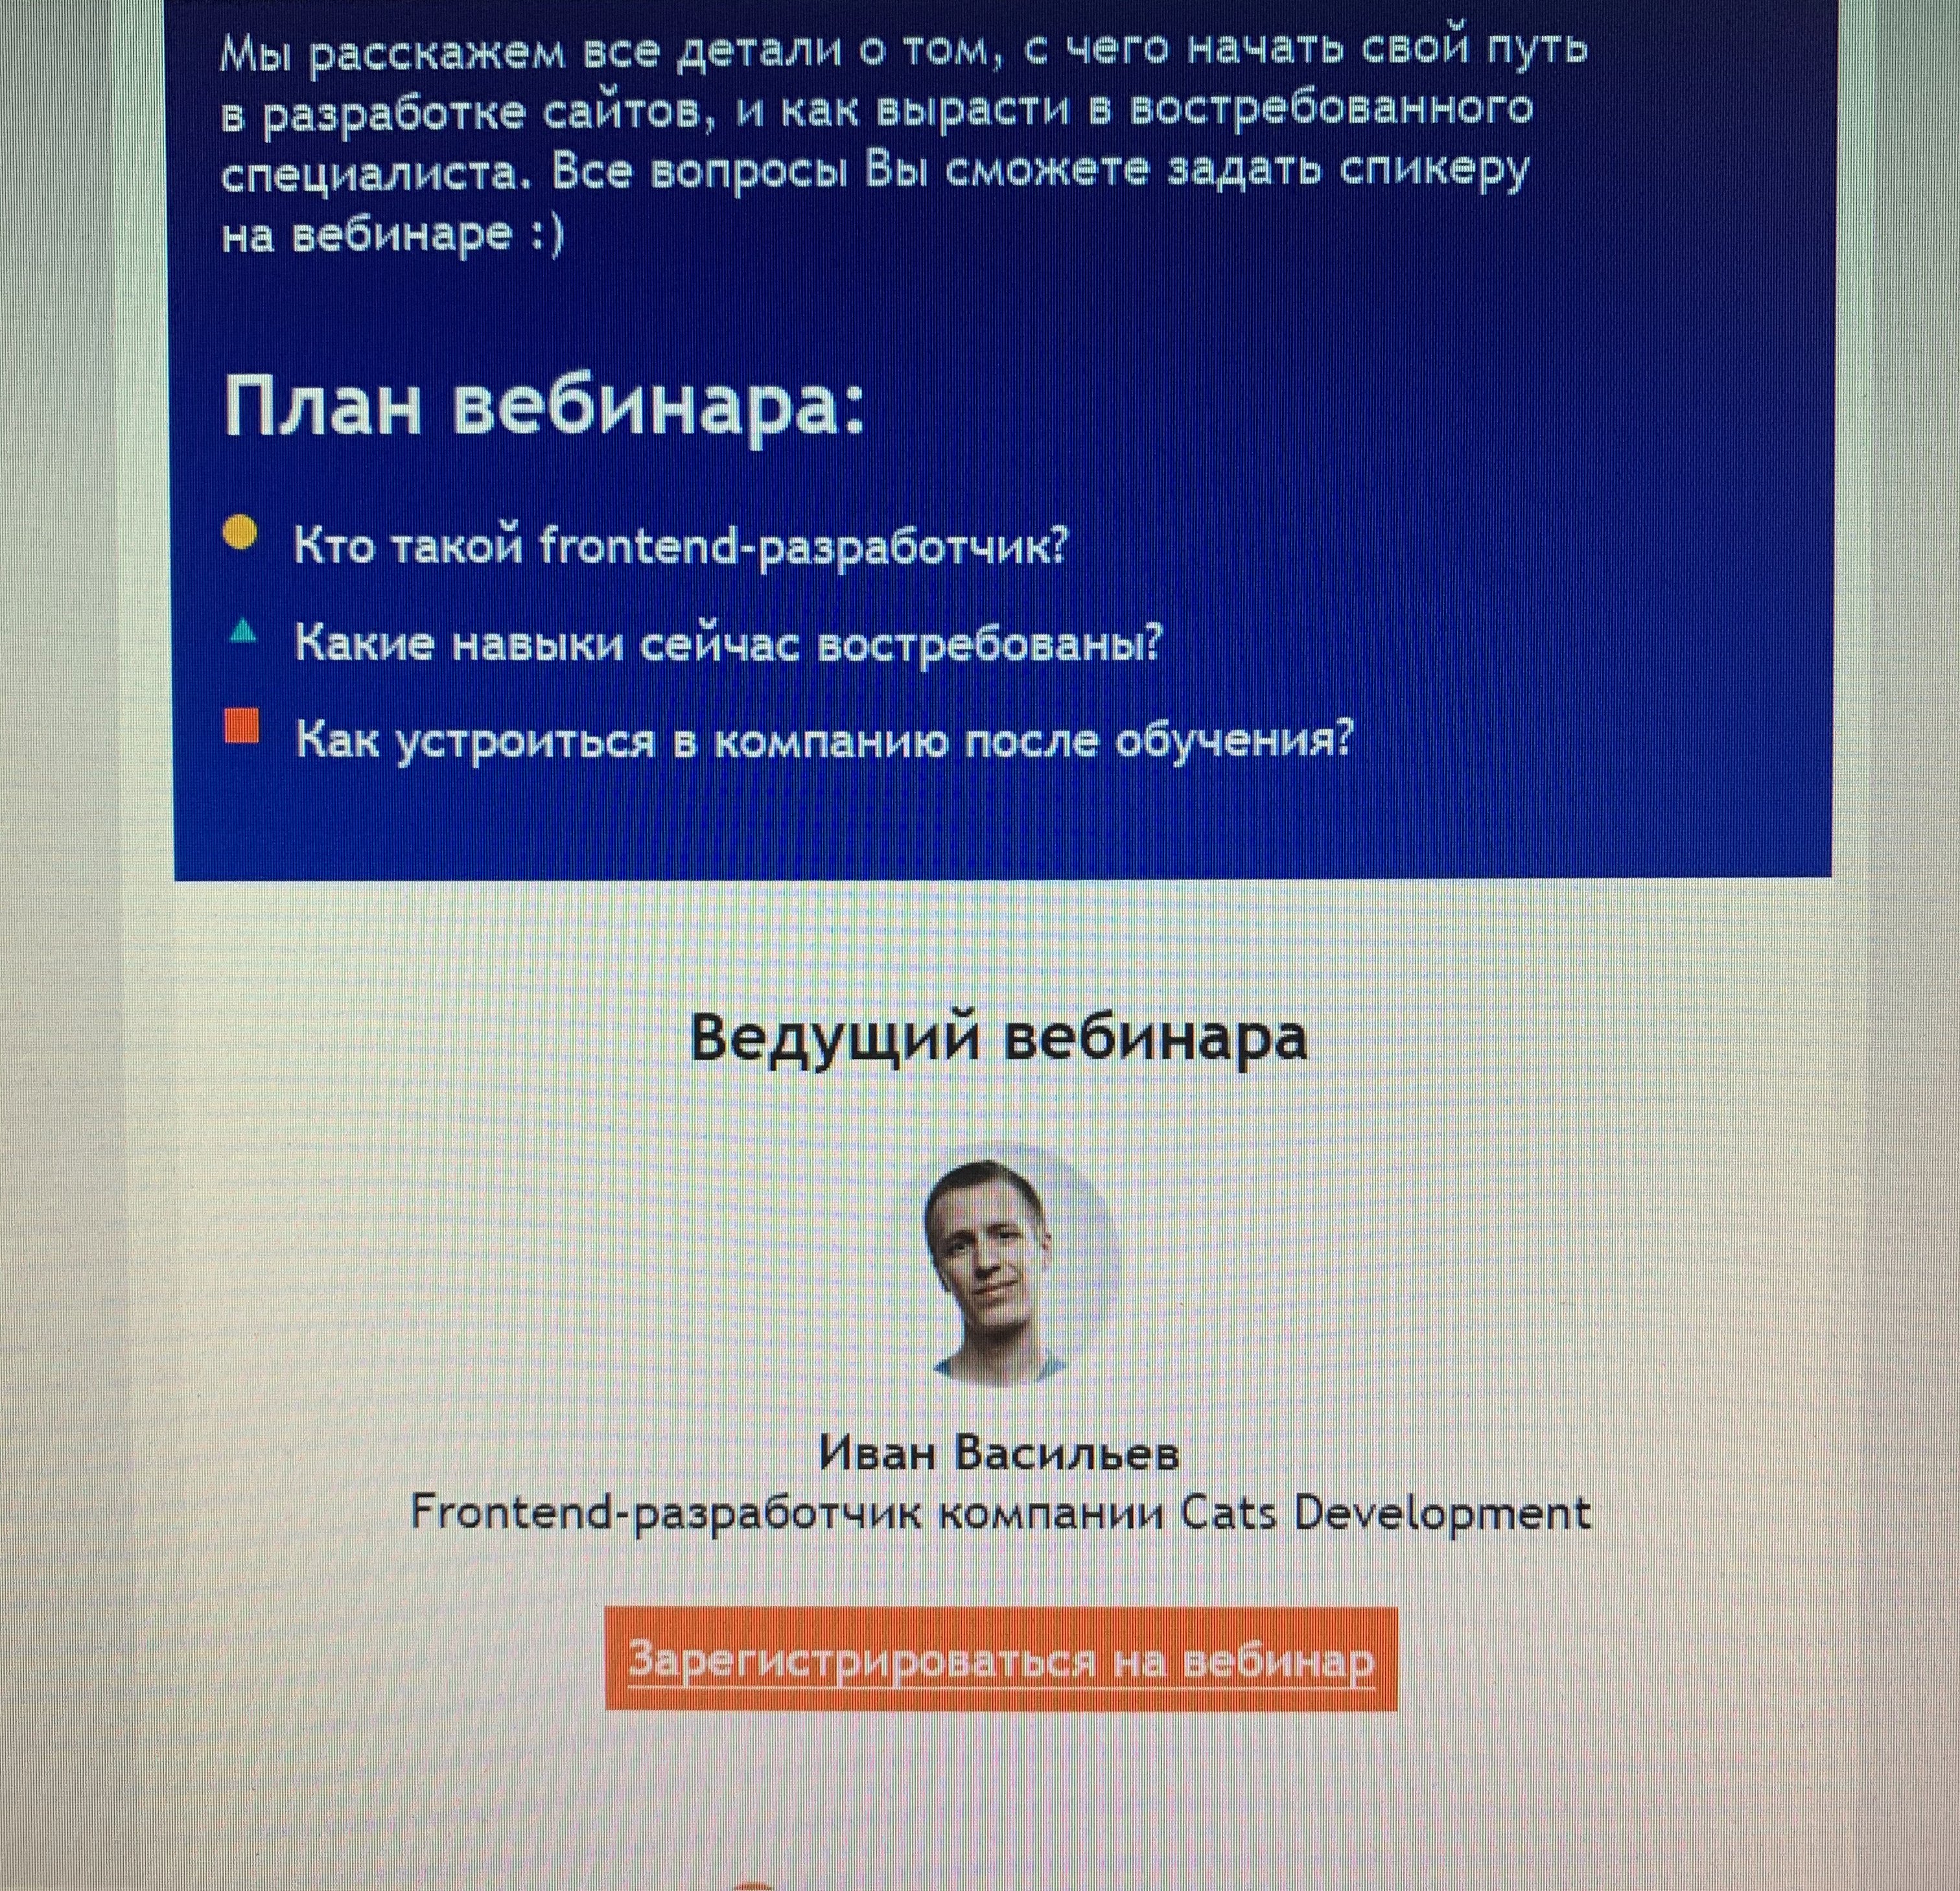 Мы расскажем все детали о том, с чего начать свой путь
в разработке сайтов, и как вырасти в востребованного
специалиста. Все вопросы Вы сможете задать спикеру
на вебинаре :)
План вебинара:
Кто такой frontend-разработчик?
Какие навыки сейчас востребованы?
Как устроиться в компанию после обучения?
Ведущий вебинара
Иван Васильев
Frontend-разработчик компании Cats Development
Зарегистрироваться на вебинар